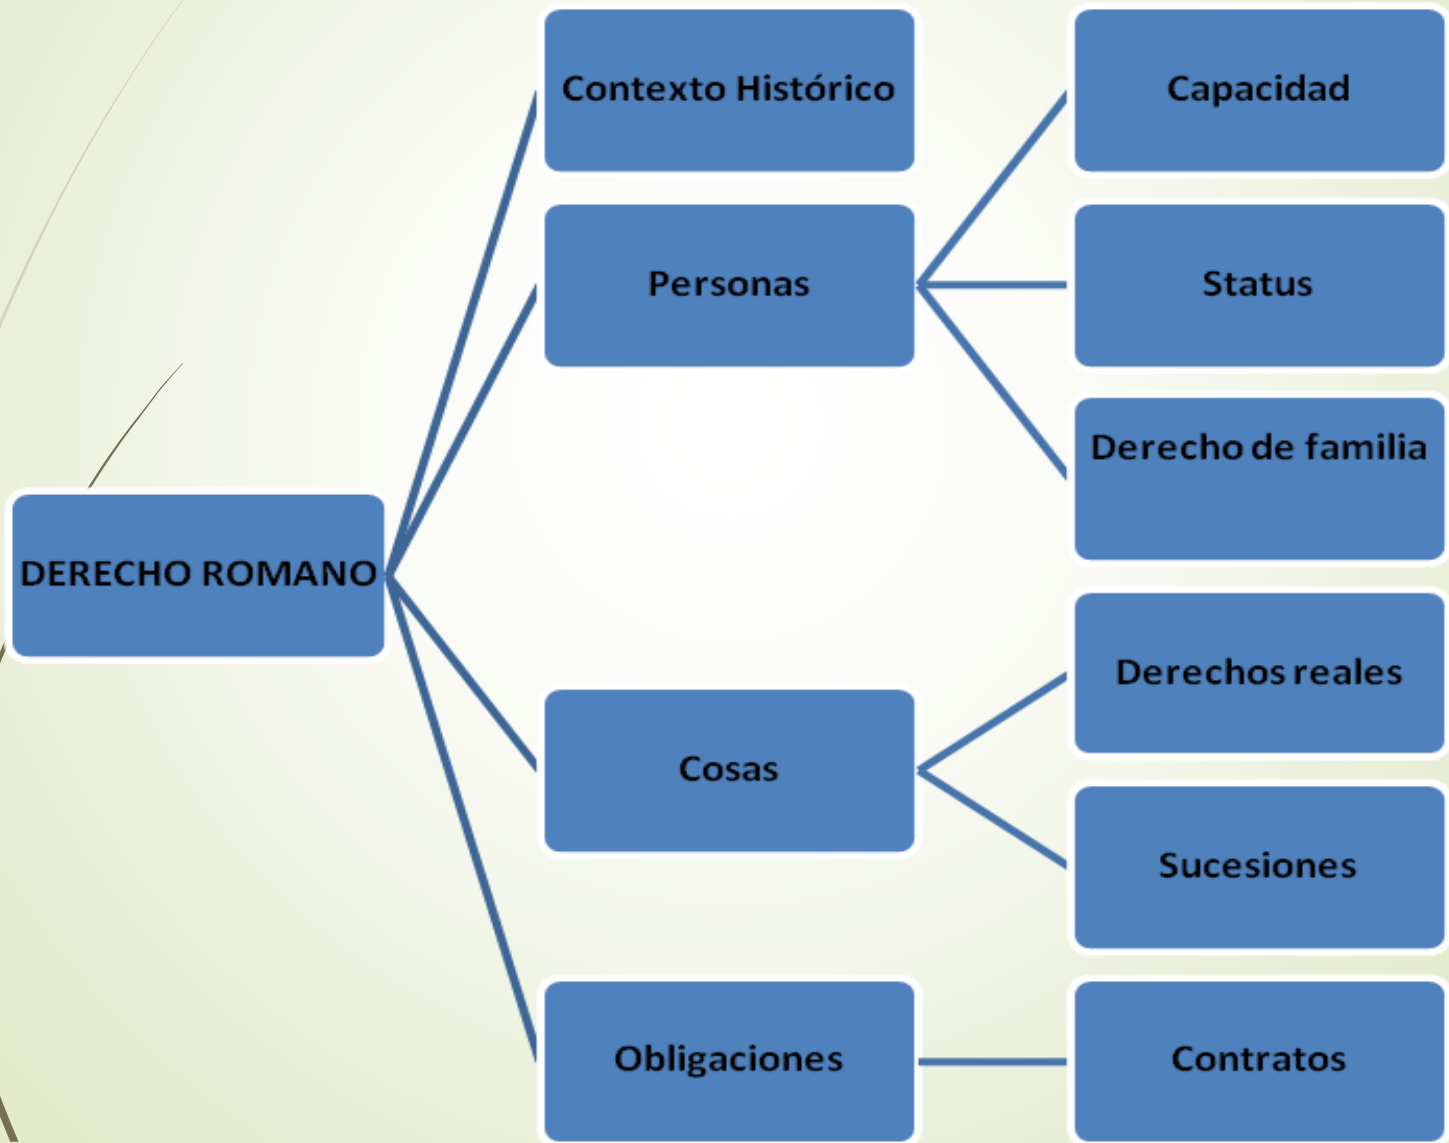 DERECHO ROMANO
Contexto Histórico
Personas
Capacidad
Status
Derecho de familia
Cosas
Derechos reales
Sucesiones
Obligaciones
Contratos